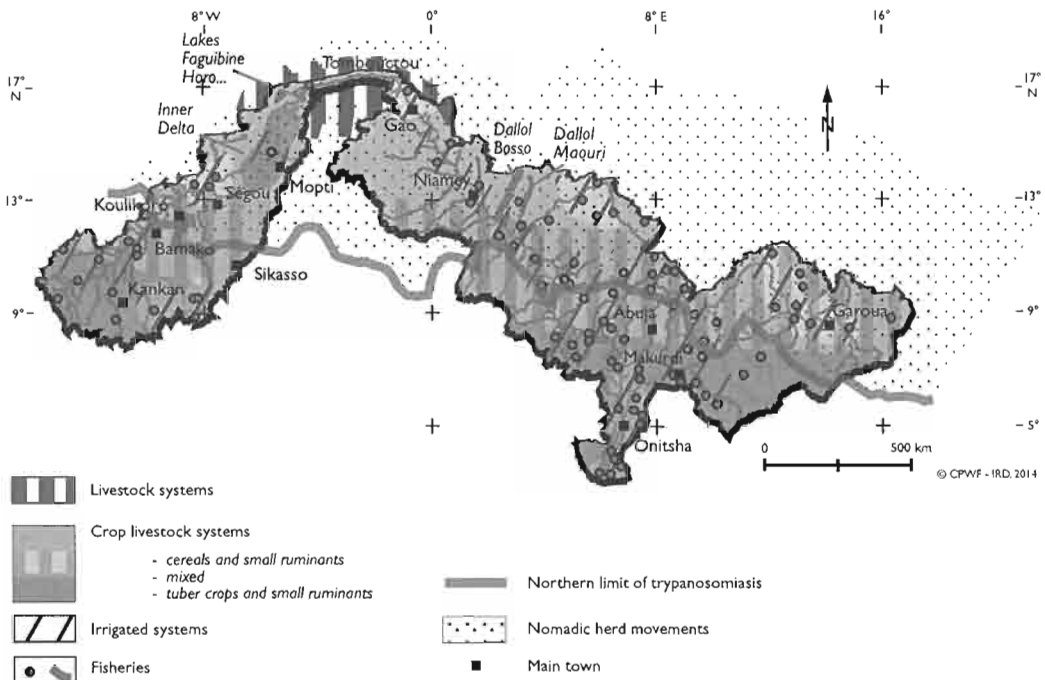 8° W
0°
8° E
16°
Lakes
Faguibine
Horo...
Tombouctou
17°
N
17°
N
Inner
Delta
Gao
Dallol
Bosso
Dallol
Maouri
N
Niamey
Mopti
Ségou
13°
13°
Koulikoro
Bamako
Sikasso
Kankan
9°
9°
Abuja
Garoua
Makurdi
5°
Onitsha
0
500 km
© CPWF - IRD, 2014
Livestock systems
Crop livestock systems
- cereals and small ruminants
- mixed
- tuber crops and small ruminants
Northern limit of trypanosomiasis
Irrigated systems
Nomadic herd movements
Fisheries
Main town